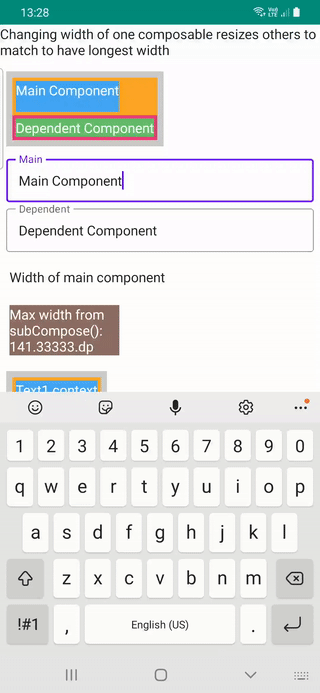 13:28
Changing width of one composable resizes others to
match to have longest width
Main Component
Dependent Component
Main
Main Component
Dependent
Dependent Component
Width of main component
Max width from
subCompose():
141.33333.dp
Text1 context
1 2 3 4 5 6 7 8 9 0
q w e r t y u i o p
a s d f g h j k l
z x c v b n m
!#1 , English (US) .